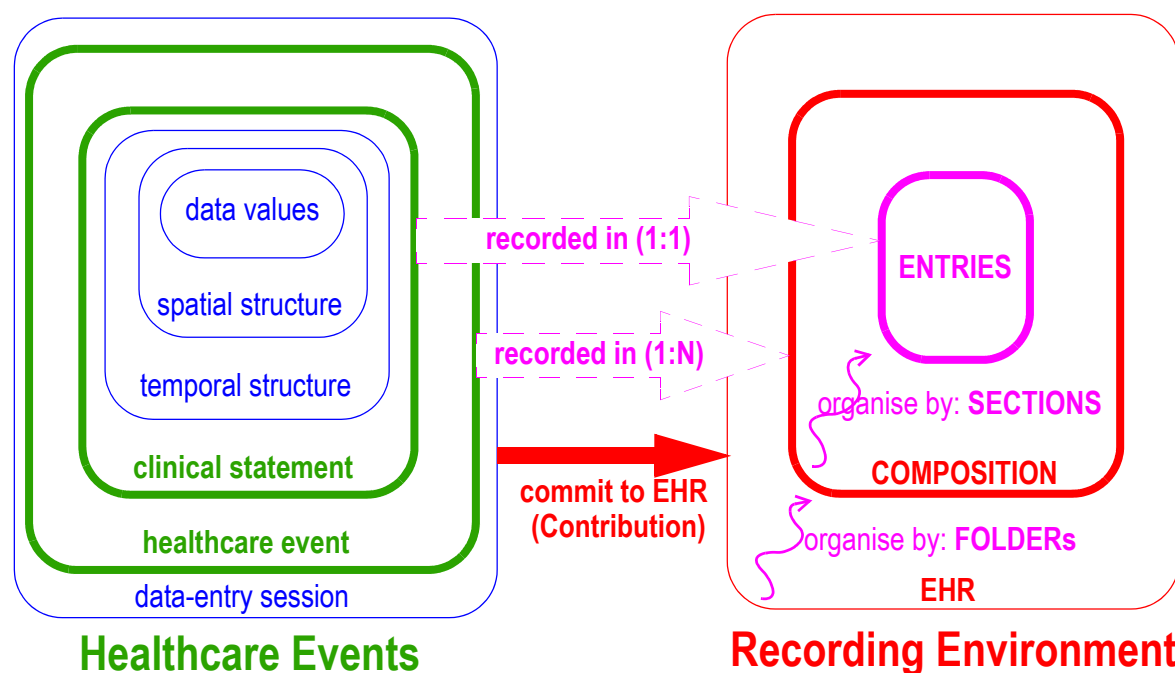 data values
spatial structure
temporal structure
clinical statement
healthcare event
data-entry session
Healthcare Events
recorded in (1:1)
recorded in (1:N)
commit to EHR
(Contribution)
ENTRIES
organise by: SECTIONS
COMPOSITION
organise by: FOLDERs
EHR
Recording Environment